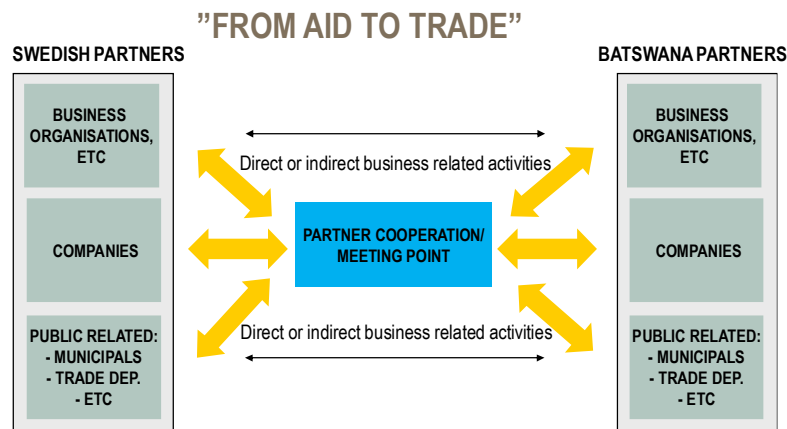 ”FROM AID TO TRADE”
SWEDISH PARTNERS
BUSINESS
ORGANISATIONS,
ETC
COMPANIES
PUBLIC RELATED:
- MUNICIPALS
- TRADE DEP.
- ETC
Direct or indirect business related activities
PARTNER COOPERATION/
MEETING POINT
Direct or indirect business related activities
BATSWANA PARTNERS
BUSINESS
ORGANISATIONS,
ETC
COMPANIES
PUBLIC RELATED:
- MUNICIPALS
- TRADE DEP.
- ETC